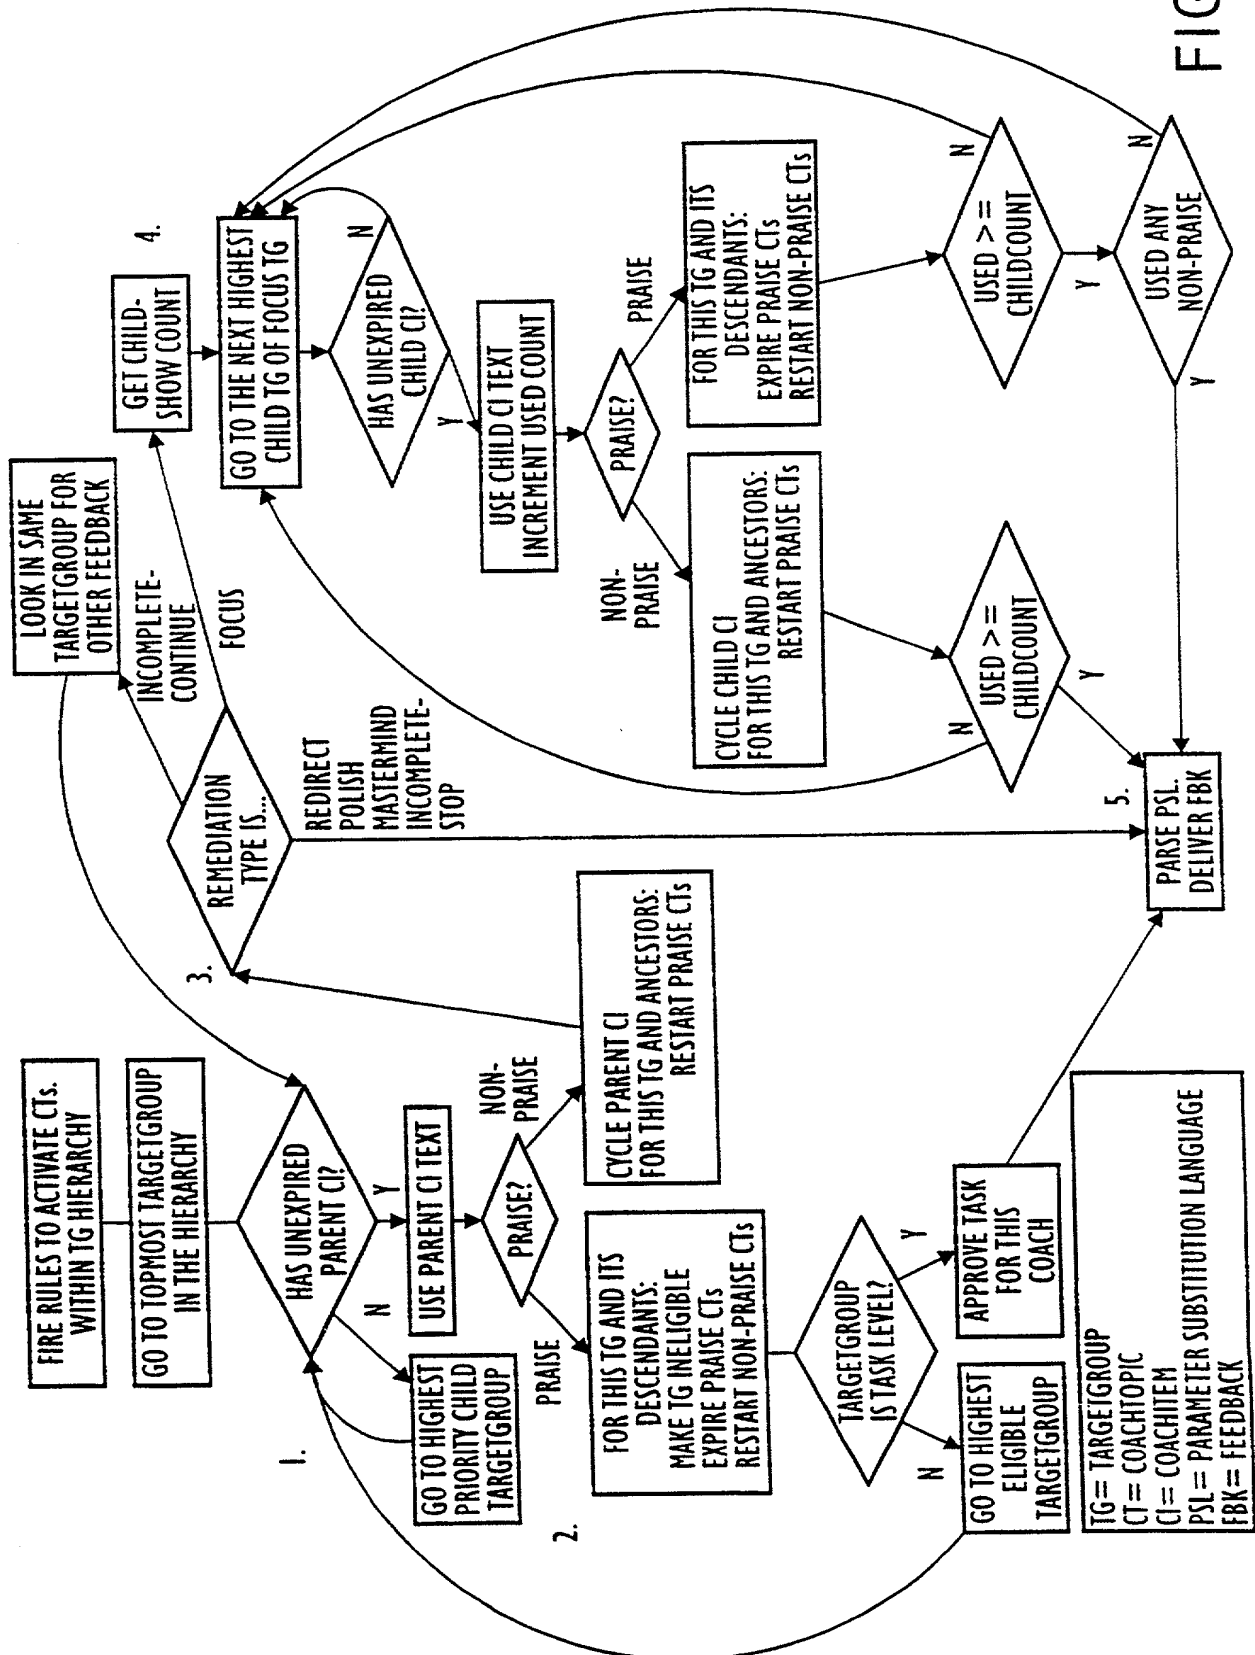 FIRE RULES TO ACTIVATE CTs.
WITHIN TG HIERARCHY
GO TO TOPMOST TARGETGROUP
IN THE HIERARCHY
1.
HAS UNEXPIRED
PARENT CI?
N
Y
GO TO HIGHEST
PRIORITY CHILD
TARGETGROUP
USE PARENT CI TEXT
2.
PRAISE?
PRAISE
NON-
PRAISE
FOR THIS TG AND ITS
DESCENDANTS:
MAKE TG INELIGIBLE
EXPIRE PRAISE CTs
RESTART NON-PRAISE CTs
CYCLE PARENT CI
FOR THIS TG AND ANCESTORS:
RESTART PRAISE CTs
TARGETGROUP
IS TASK LEVEL?
N
Y
GO TO HIGHEST
ELIGIBLE
TARGETGROUP
APPROVE TASK
FOR THIS
COACH
TG= TARGETGROUP
CT= COACHTOPIC
CI= COACHITEM
PSL= PARAMETER SUBSTITUTION LANGUAGE
FBK= FEEDBACK
3.
REMEDIATION
TYPE IS...
LOOK IN SAME
TARGETGROUP FOR
OTHER FEEDBACK
INCOMPLETE-
CONTINUE
FOCUS
REDIRECT
POLISH
MASTERMIND
INCOMPLETE-
STOP
4.
GET CHILD-
SHOW COUNT
GO TO THE NEXT HIGHEST
CHILD TG OF FOCUS TG
HAS UNEXPIRED
CHILD CI?
N
Y
USE CHILD CI TEXT
INCREMENT USED COUNT
PRAISE?
NON-
PRAISE
PRAISE
CYCLE CHILD CI
FOR THIS TG AND ANCESTORS:
RESTART PRAISE CTs
FOR THIS TG AND ITS
DESCENDANTS:
EXPIRE PRAISE CTs
RESTART NON-PRAISE CTs
USED >=
CHILDCOUNT
N
Y
USED >=
CHILDCOUNT
N
Y
USED ANY
NON-PRAISE
N
Y
5.
PARSE PSL.
DELIVER FBK